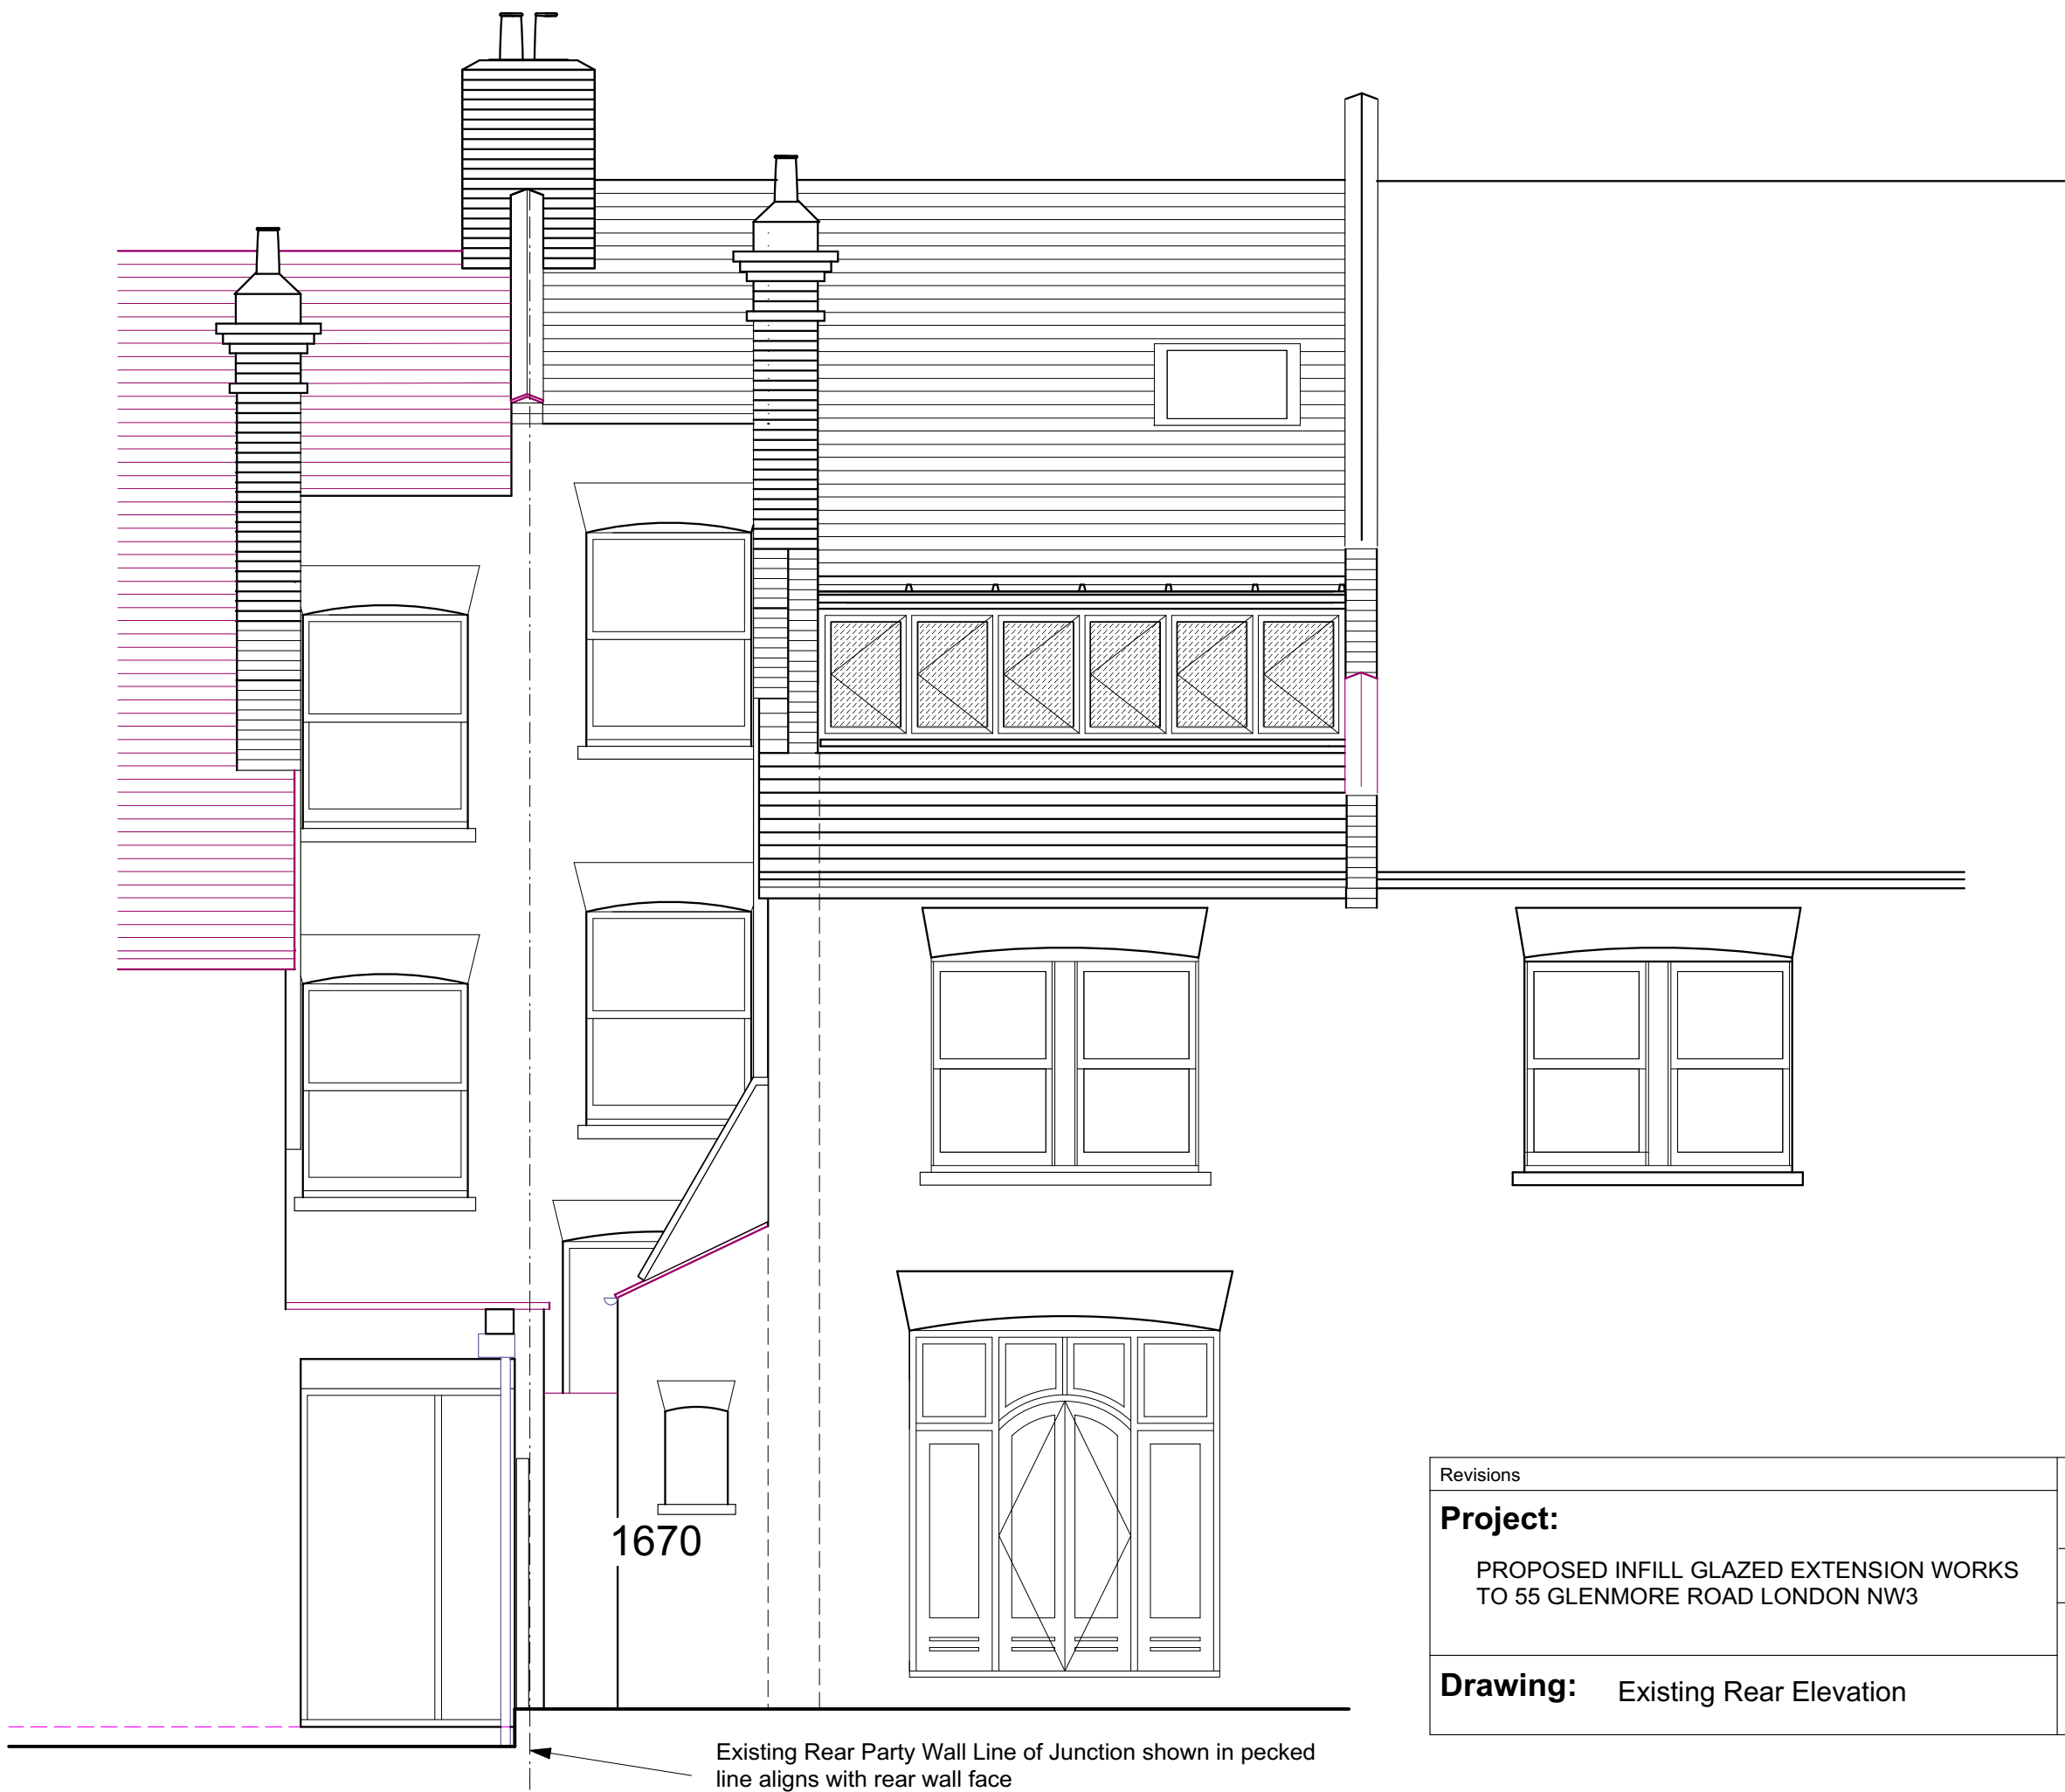 1670
Existing Rear Party Wall Line of Junction shown in pecked
line aligns with rear wall face
Revisions
Project:
PROPOSED INFILL GLAZED EXTENSION WORKS
TO 55 GLENMORE ROAD LONDON NW3
Drawing: Existing Rear Elevation